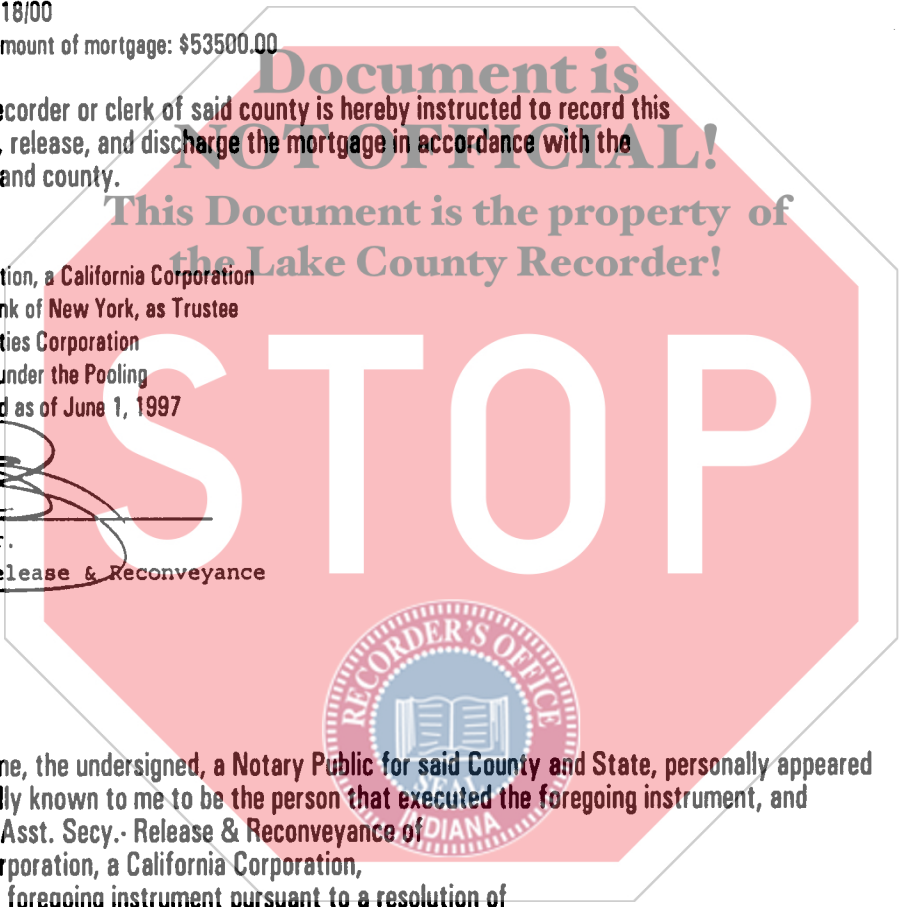 18/00
mount of mortgage: $53500.00
Document is
ecorder or clerk of said county is hereby instructed to record this
, release, and discharge the mortgage in accordance with the
NOT OFFICIAL!
and county.
This Document is the property of
the Lake County Recorder!
tion, a California Corporation
nk of New York, as Trustee
ties Corporation
under the Pooling
d as of June 1, 1997
STOP
r.
elease & Reconveyance
RECORDER'S OFFICE
SEAL
INDIANA
me, the undersigned, a Notary Public for said County and State, personally appeared
lly known to me to be the person that executed the foregoing instrument, and
Asst. Secy.- Release & Reconveyance of
rporation, a California Corporation,
foregoing instrument pursuant to a resolution of